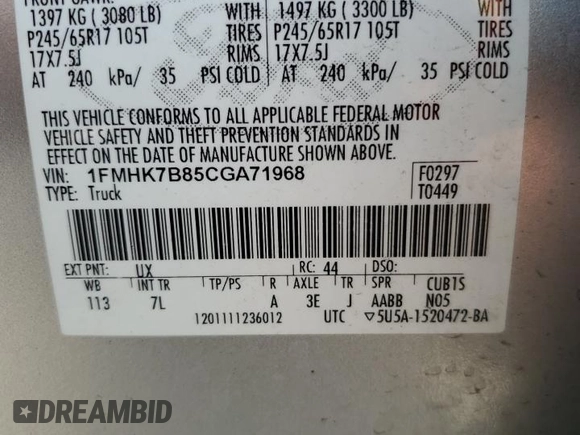 1397 KG ( 3080 LB) WITH 1497 KG ( 3300 LB) WITH
P245/65R17 105T TIRES P245/65R17 105T TIRES
17X7.5J RIMS 17X7.5J RIMS
AT 240 kPa/ 35 PSI COLD AT 240 kPa/ 35 PSI COLD
THIS VEHICLE CONFORMS TO ALL APPLICABLE FEDERAL MOTOR
VEHICLE SAFETY AND THEFT PREVENTION STANDARDS IN
EFFECT ON THE DATE OF MANUFACTURE SHOWN ABOVE.
VIN: 1FMHK7B85CGA71968 F0297
TYPE: Truck T0449
EXT PNT: UX RC: 44 DSO:
WB INT TR TP/PS R AXLE TR SPR CUB1S
113 7L A 3E J AABB N05
1201111236012 UTC ▽5U5A-1520472-BA
DREAMBID